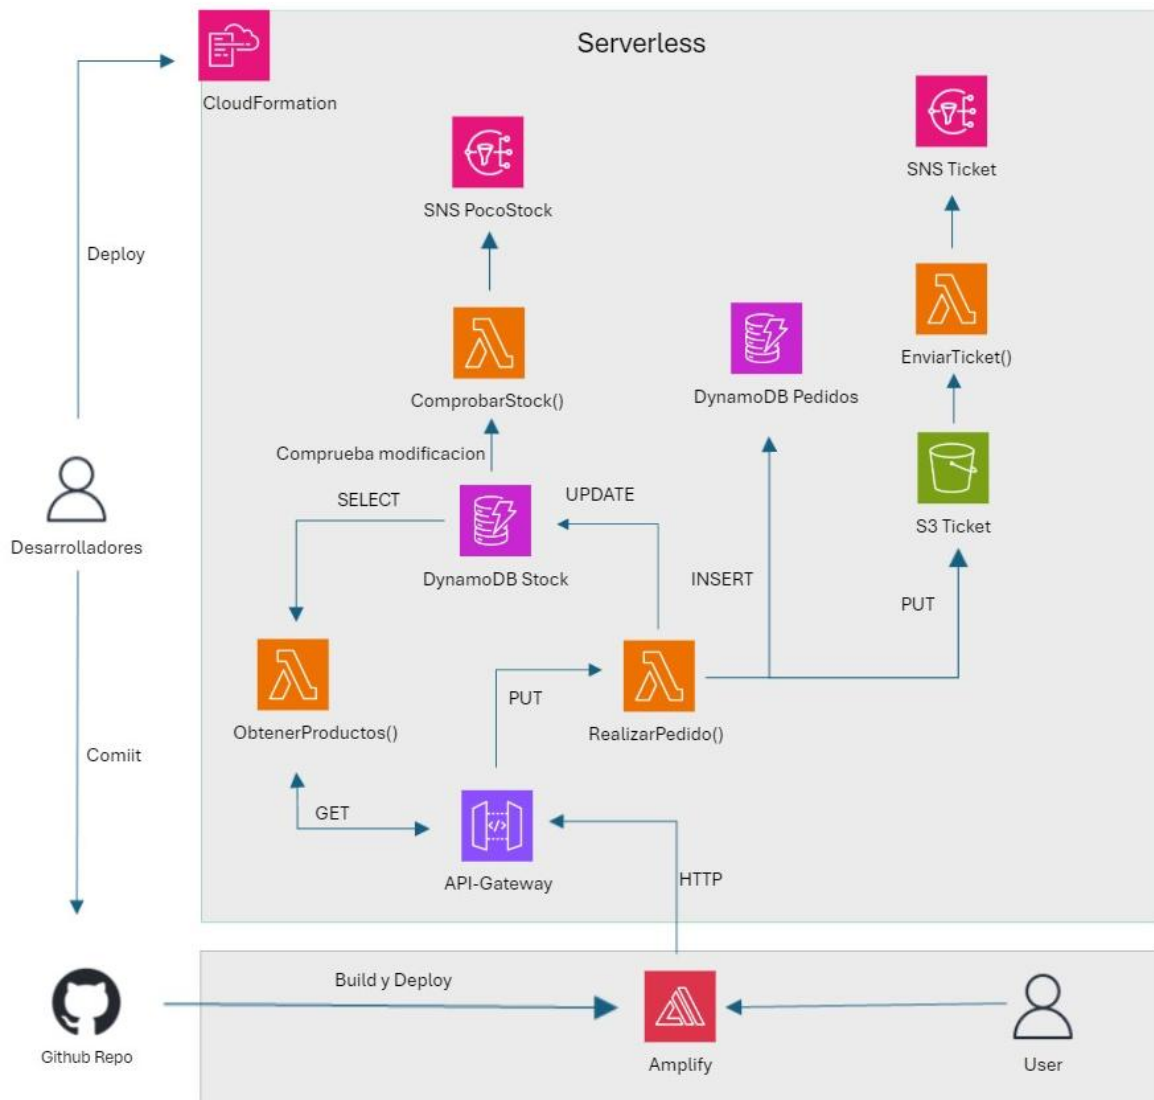 Serverless
CloudFormation
SNS PocoStock
SNS Ticket
Deploy
ComprobarStock()
DynamoDB Pedidos
EnviarTicket()
Comprueba modificacion
SELECT
UPDATE
S3 Ticket
Desarrolladores
DynamoDB Stock
INSERT
PUT
PUT
ObtenerProductos()
RealizarPedido()
Comiit
GET
API-Gateway
HTTP
Build y Deploy
Github Repo
Amplify
User